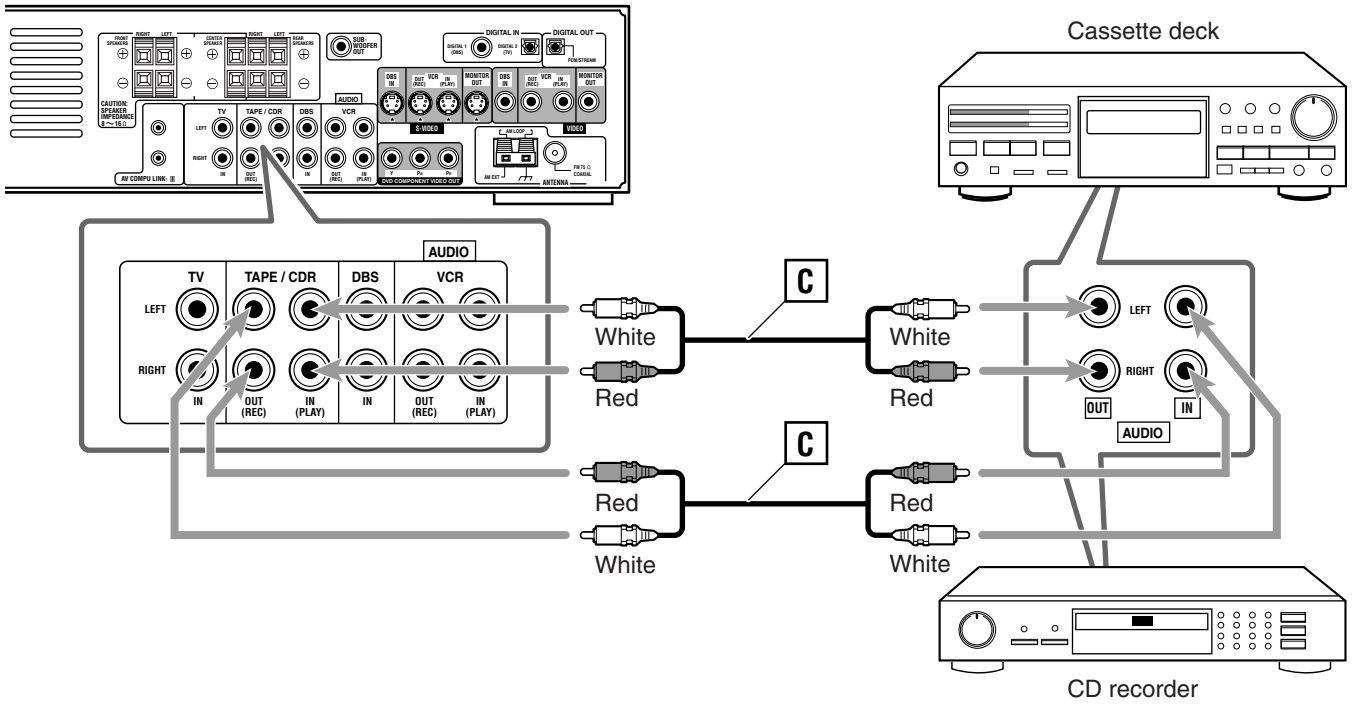 Cassette deck
FRONT SPEAKERS
RIGHT LEFT
CENTER SPEAKER
RIGHT LEFT
REAR SPEAKERS
SUB-WOOFER OUT
DIGITAL IN
DIGITAL 1 (DBS)
DIGITAL 2 (TV)
DIGITAL OUT
PCM/STREAM
CAUTION:
SPEAKER
IMPEDANCE
8 ～ 16 Ω
AV COMPU LINK- III
AUDIO
TV TAPE / CDR DBS VCR
LEFT
RIGHT
IN OUT (REC) IN (PLAY) IN OUT (REC) IN (PLAY)
DBS IN
VCR
OUT (REC) IN (PLAY)
MONITOR OUT
S-VIDEO
DBS IN
VCR
OUT (REC) IN (PLAY)
MONITOR OUT
VIDEO
Y PB PR
DVD COMPONENT VIDEO OUT
AM LOOP
AM EXT
FM 75 Ω
COAXIAL
ANTENNA
AUDIO
TV TAPE / CDR DBS VCR
LEFT
RIGHT
IN OUT (REC) IN (PLAY) IN OUT (REC) IN (PLAY)
C
White White
Red Red
C
Red Red
White White
LEFT
RIGHT
OUT IN
AUDIO
CD recorder